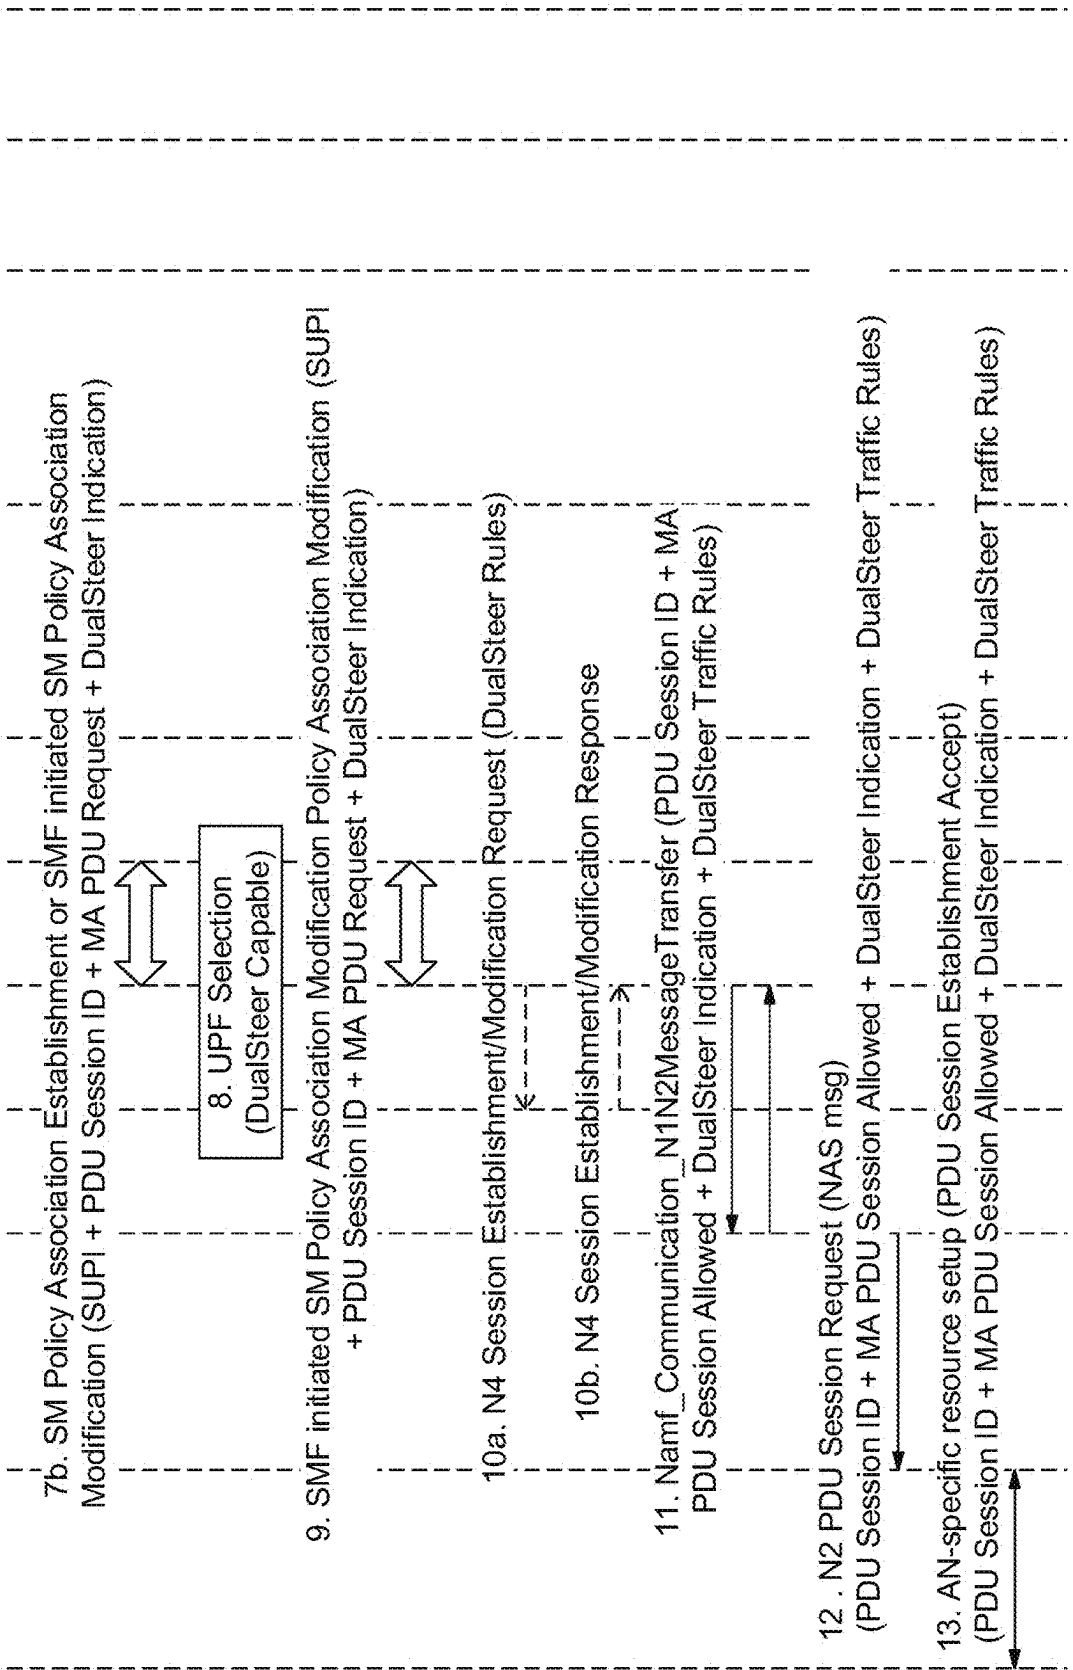 7b. SM Policy Association Establishment or SMF initiated SM Policy Association
Modification (SUPI + PDU Session ID + MA PDU Request + DualSteer Indication)
8. UPF Selection
(DualSteer Capable)
9. SMF initiated SM Policy Association Modification Policy Association Modification (SUPI
+ PDU Session ID + MA PDU Request + DualSteer Indication)
10a. N4 Session Establishment/Modification Request (DualSteer Rules)
10b. N4 Session Establishment/Modification Response
11. Namf_Communication_N1N2MessageTransfer (PDU Session ID + MA
PDU Session Allowed + DualSteer Indication + DualSteer Traffic Rules)
12 . N2 PDU Session Request (NAS msg)
(PDU Session ID + MA PDU Session Allowed + DualSteer Indication + DualSteer Traffic Rules)
13. AN-specific resource setup (PDU Session Establishment Accept)
(PDU Session ID + MA PDU Session Allowed + DualSteer Indication + DualSteer Traffic Rules)